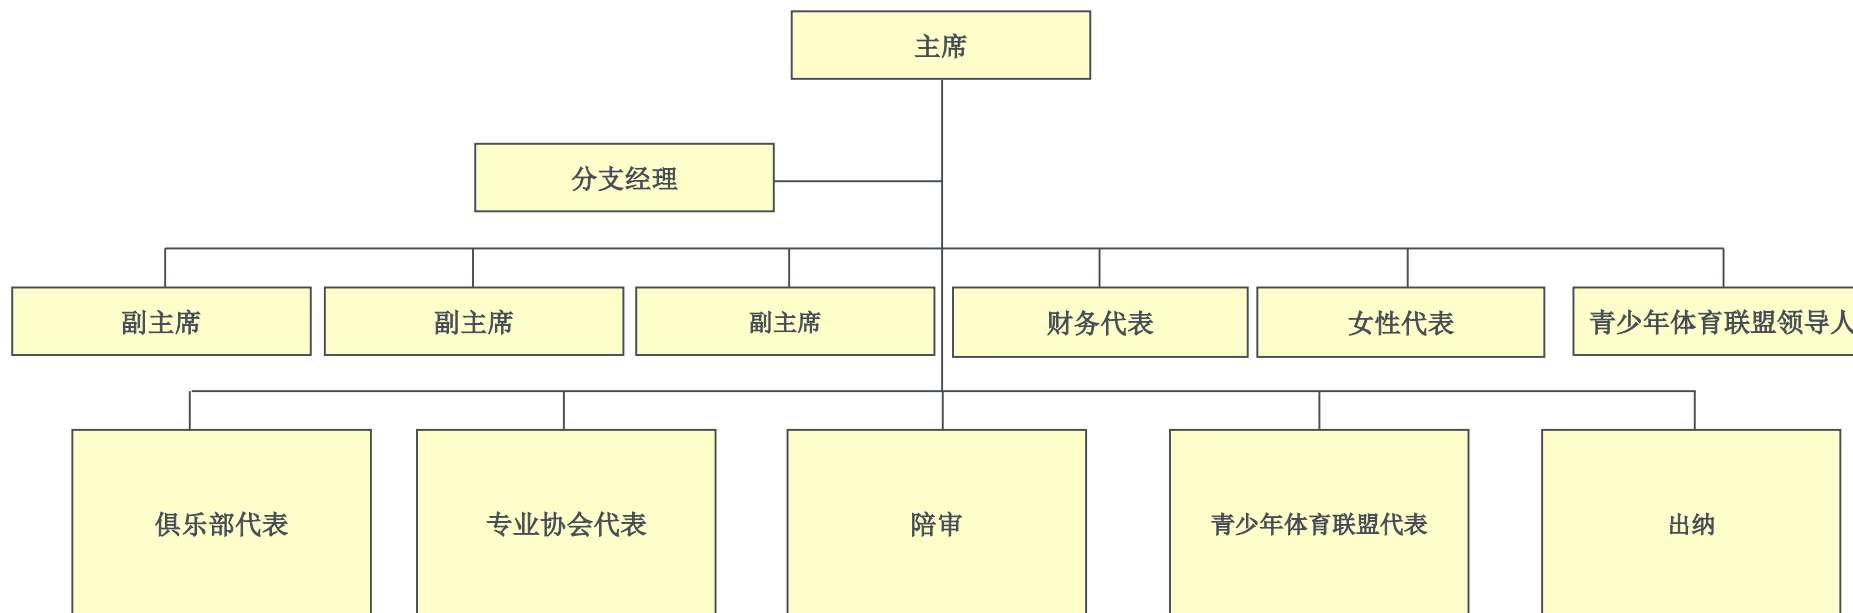 主席
分支经理
副主席
副主席
副主席
财务代表
女性代表
青少年体育联盟领导人
俱乐部代表
专业协会代表
陪审
青少年体育联盟代表
出纳